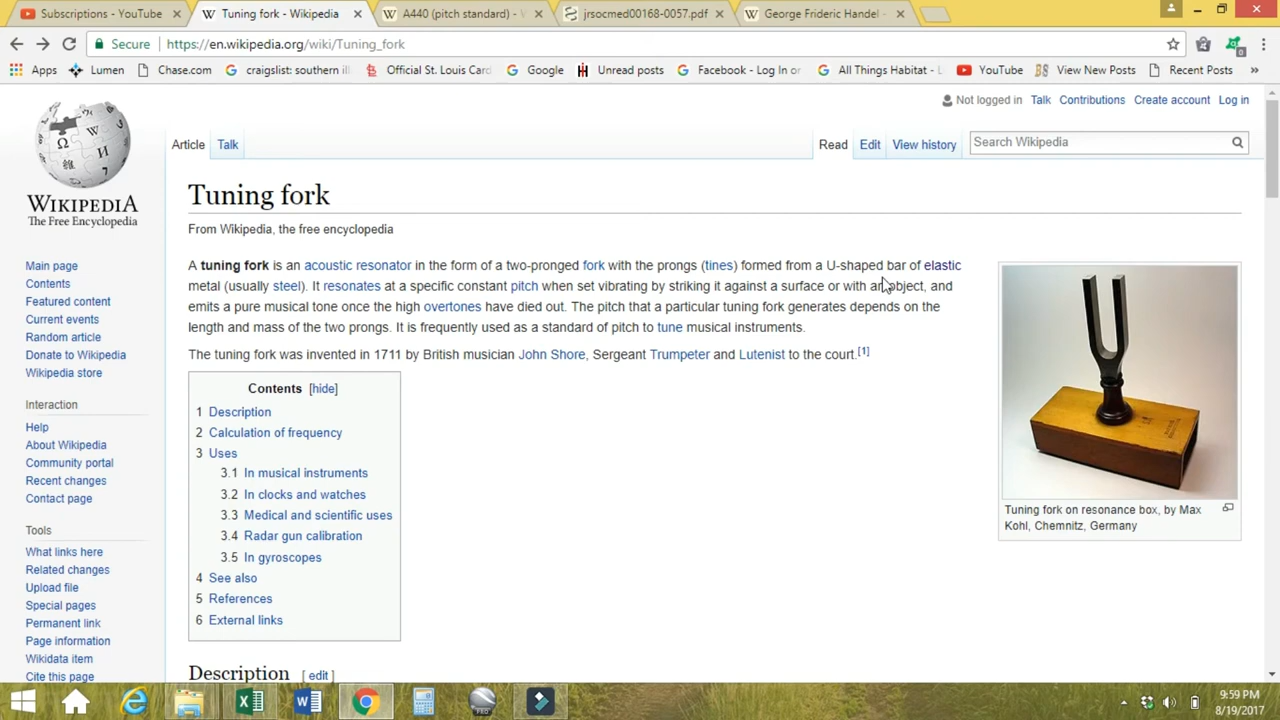 Subscriptions - YouTube
Tuning fork - Wikipedia
A440 (pitch standard) - W
jrsocmed00168-0057.pdf
George Frideric Handel -
Secure
https://en.wikipedia.org/wiki/Tuning_fork
Apps
Lumen
Chase.com
craigslist: southern ill
Official St. Louis Card
Google
Unread posts
Facebook - Log In or
All Things Habitat - L
YouTube
View New Posts
Recent Posts
»
Not logged in Talk Contributions Create account Log in
Article Talk
Read Edit View history
Search Wikipedia
WIKIPEDIA
The Free Encyclopedia
Main page
Contents
Featured content
Current events
Random article
Donate to Wikipedia
Wikipedia store
Interaction
Help
About Wikipedia
Community portal
Recent changes
Contact page
Tools
What links here
Related changes
Upload file
Special pages
Permanent link
Page information
Wikidata item
Cite this page
Tuning fork
From Wikipedia, the free encyclopedia
A tuning fork is an acoustic resonator in the form of a two-pronged fork with the prongs (tines) formed from a U-shaped bar of elastic
metal (usually steel). It resonates at a specific constant pitch when set vibrating by striking it against a surface or with an object, and
emits a pure musical tone once the high overtones have died out. The pitch that a particular tuning fork generates depends on the
length and mass of the two prongs. It is frequently used as a standard of pitch to tune musical instruments.
The tuning fork was invented in 1711 by British musician John Shore, Sergeant Trumpeter and Lutenist to the court.[1]
Contents [hide]
1 Description
2 Calculation of frequency
3 Uses
3.1 In musical instruments
3.2 In clocks and watches
3.3 Medical and scientific uses
3.4 Radar gun calibration
3.5 In gyroscopes
4 See also
5 References
6 External links
Description [ edit ]
Tuning fork on resonance box, by Max
Kohl, Chemnitz, Germany
9:59 PM
8/19/2017